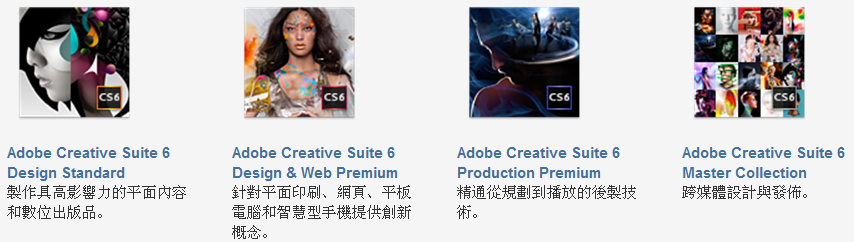 CS6
Adobe Creative Suite 6
Design Standard
製作具高影響力的平面內容
和數位出版品。
CS6
Adobe Creative Suite 6
Design & Web Premium
針對平面印刷、網頁、平板
電腦和智慧型手機提供創新
概念。
CS6
Adobe Creative Suite 6
Production Premium
精通從規劃到播放的後製技
術。
CS6
Adobe Creative Suite 6
Master Collection
跨媒體設計與發佈。